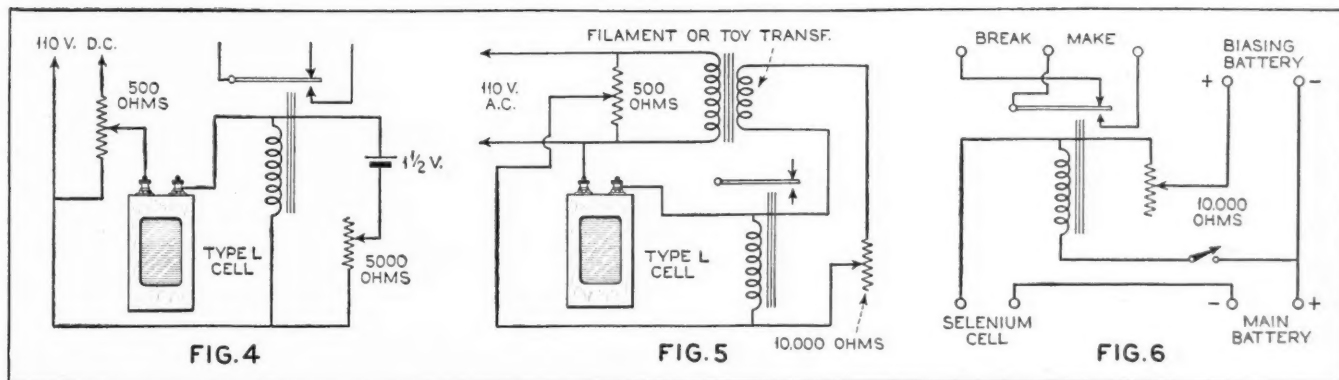 110 V. D.C.
500
OHMS
1½ V.
TYPE L
CELL
5000
OHMS
FIG.4
FILAMENT OR TOY TRANSF.
110 V.
A.C.
500
OHMS
TYPE L
CELL
10,000 OHMS
FIG.5
BREAK
MAKE
BIASING
BATTERY
+
-
10,000
OHMS
SELENIUM
CELL
-
MAIN
BATTERY
+
FIG.6